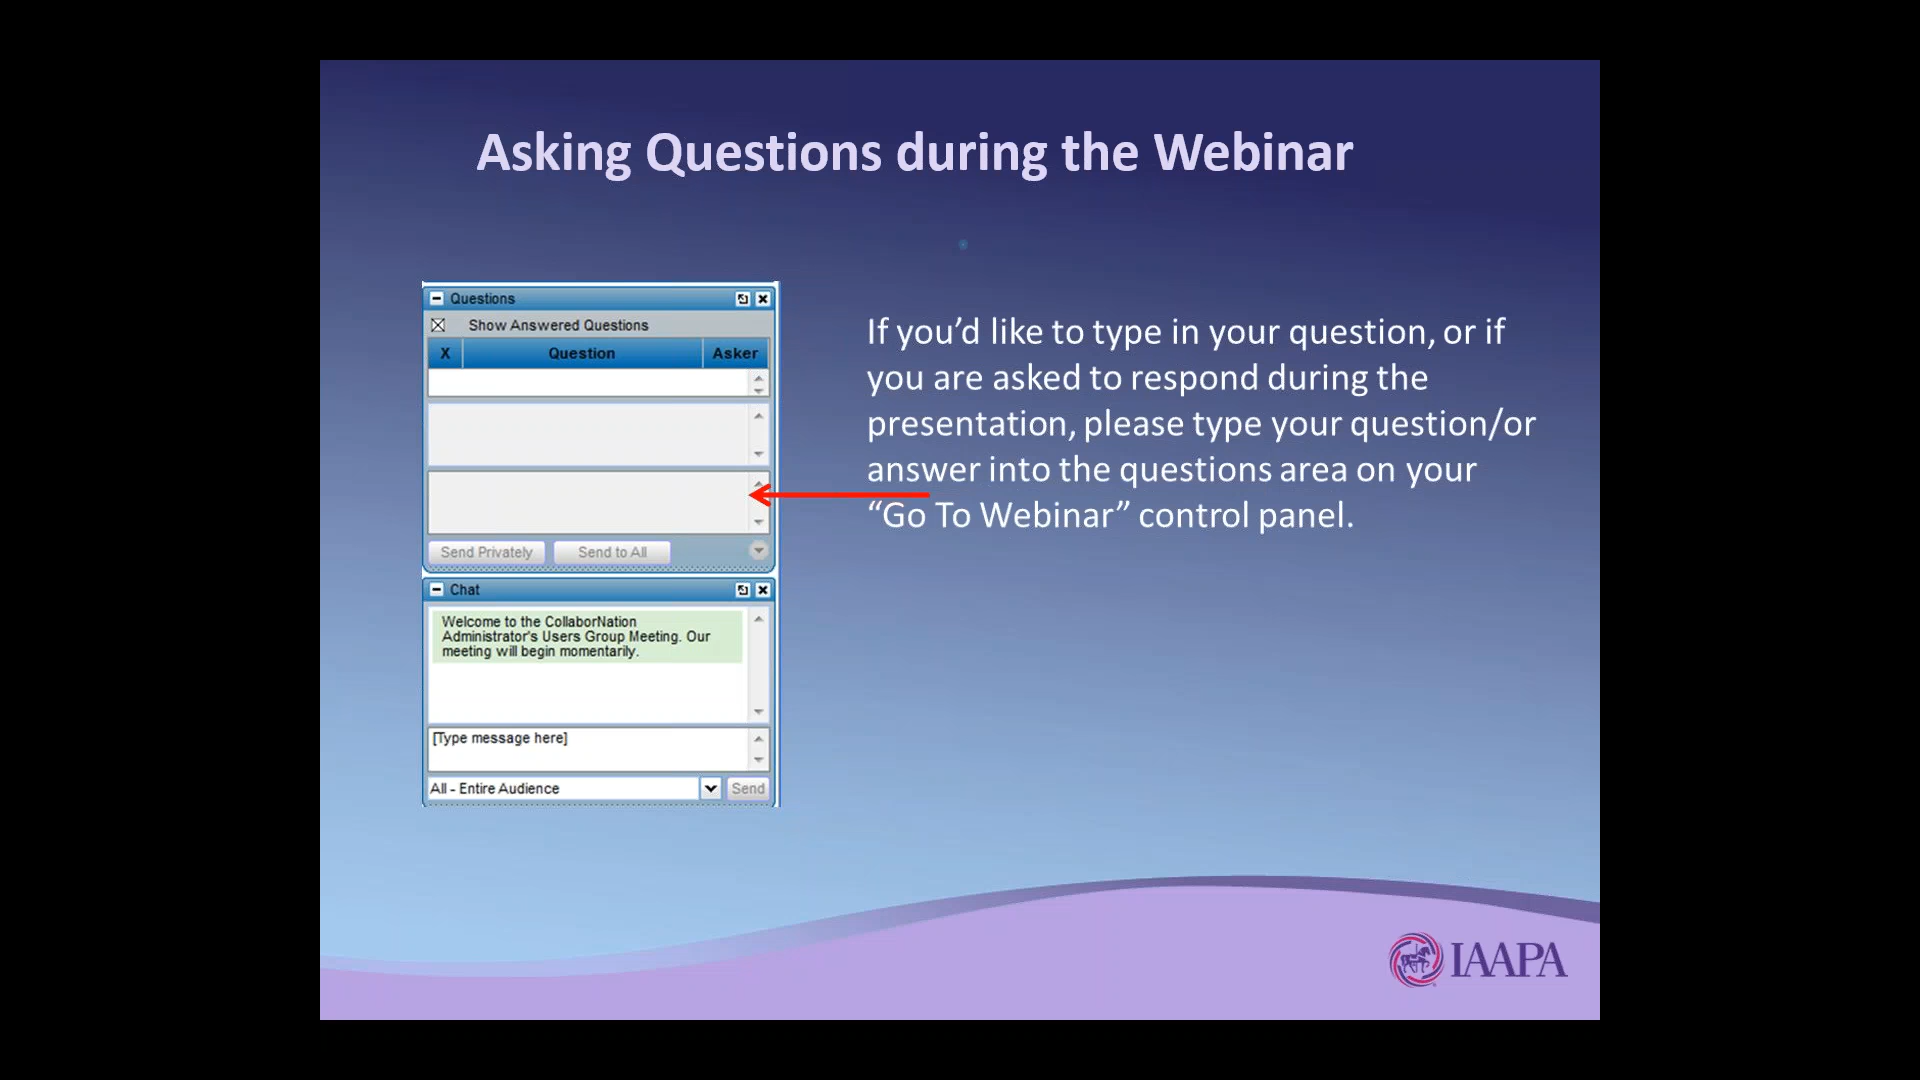 Asking Questions during the Webinar
Questions
Show Answered Questions
X Question Asker
Send Privately Send to All
Chat
Welcome to the CollaborNation
Administrator's Users Group Meeting. Our
meeting will begin momentarily.
[Type message here]
All - Entire Audience Send
If you’d like to type in your question, or if
you are asked to respond during the
presentation, please type your question/or
answer into the questions area on your
“Go To Webinar” control panel.
IAAPA